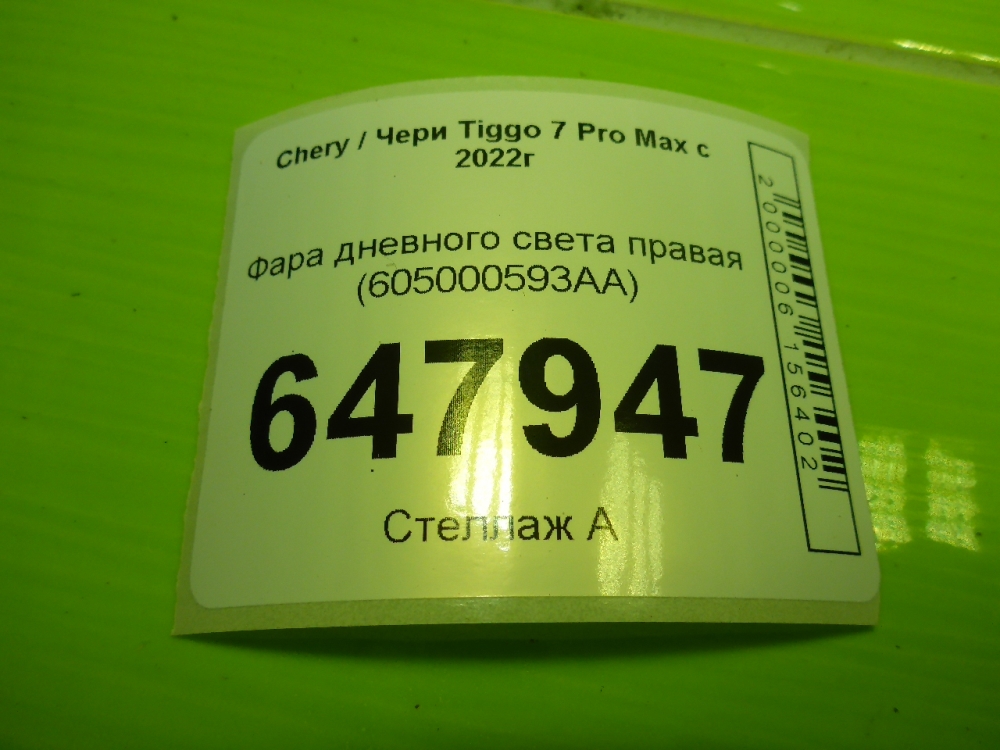 Chery / Чери Tiggo 7 Pro Max с
2022г
Фара дневного света правая
(605000593AA)
647947
Стеллаж А
2000006156402